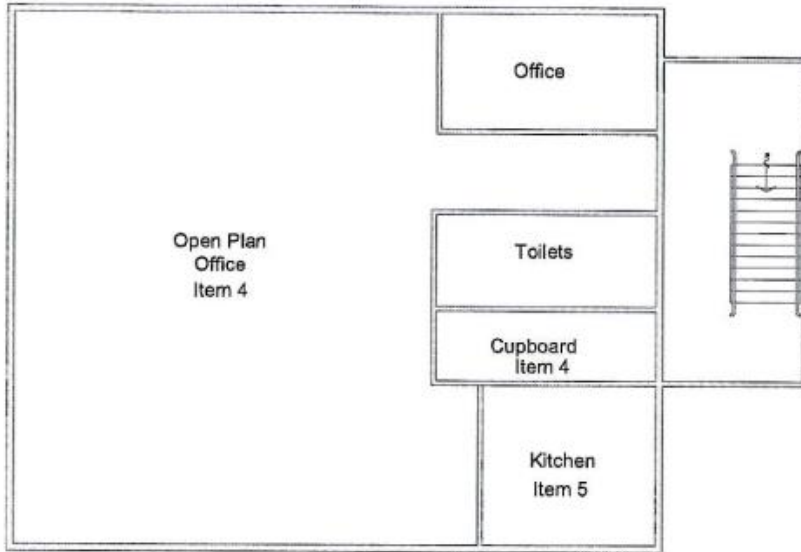 Office
Open Plan
Office
Item 4
Toilets
Cupboard
Item 4
Kitchen
Item 5